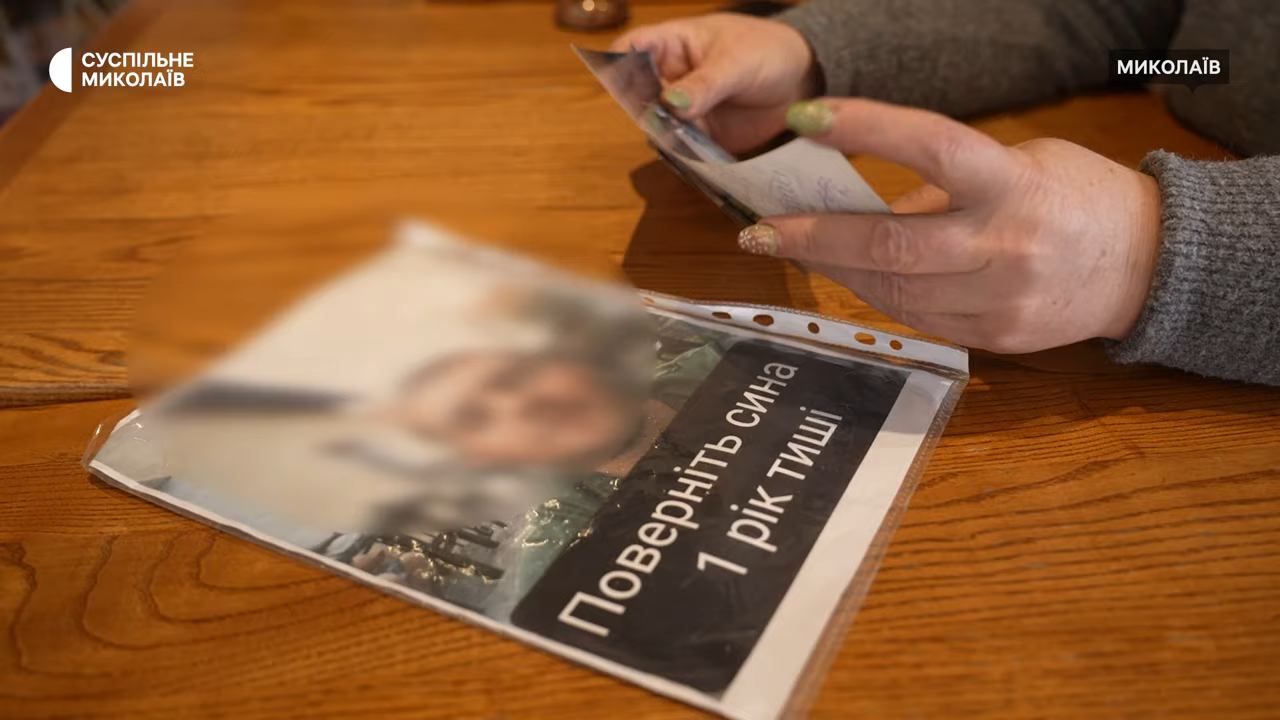 СУСПІЛЬНЕ
МИКОЛАЇВ
МИКОЛАЇВ
Поверніть сина
1 рік тиші